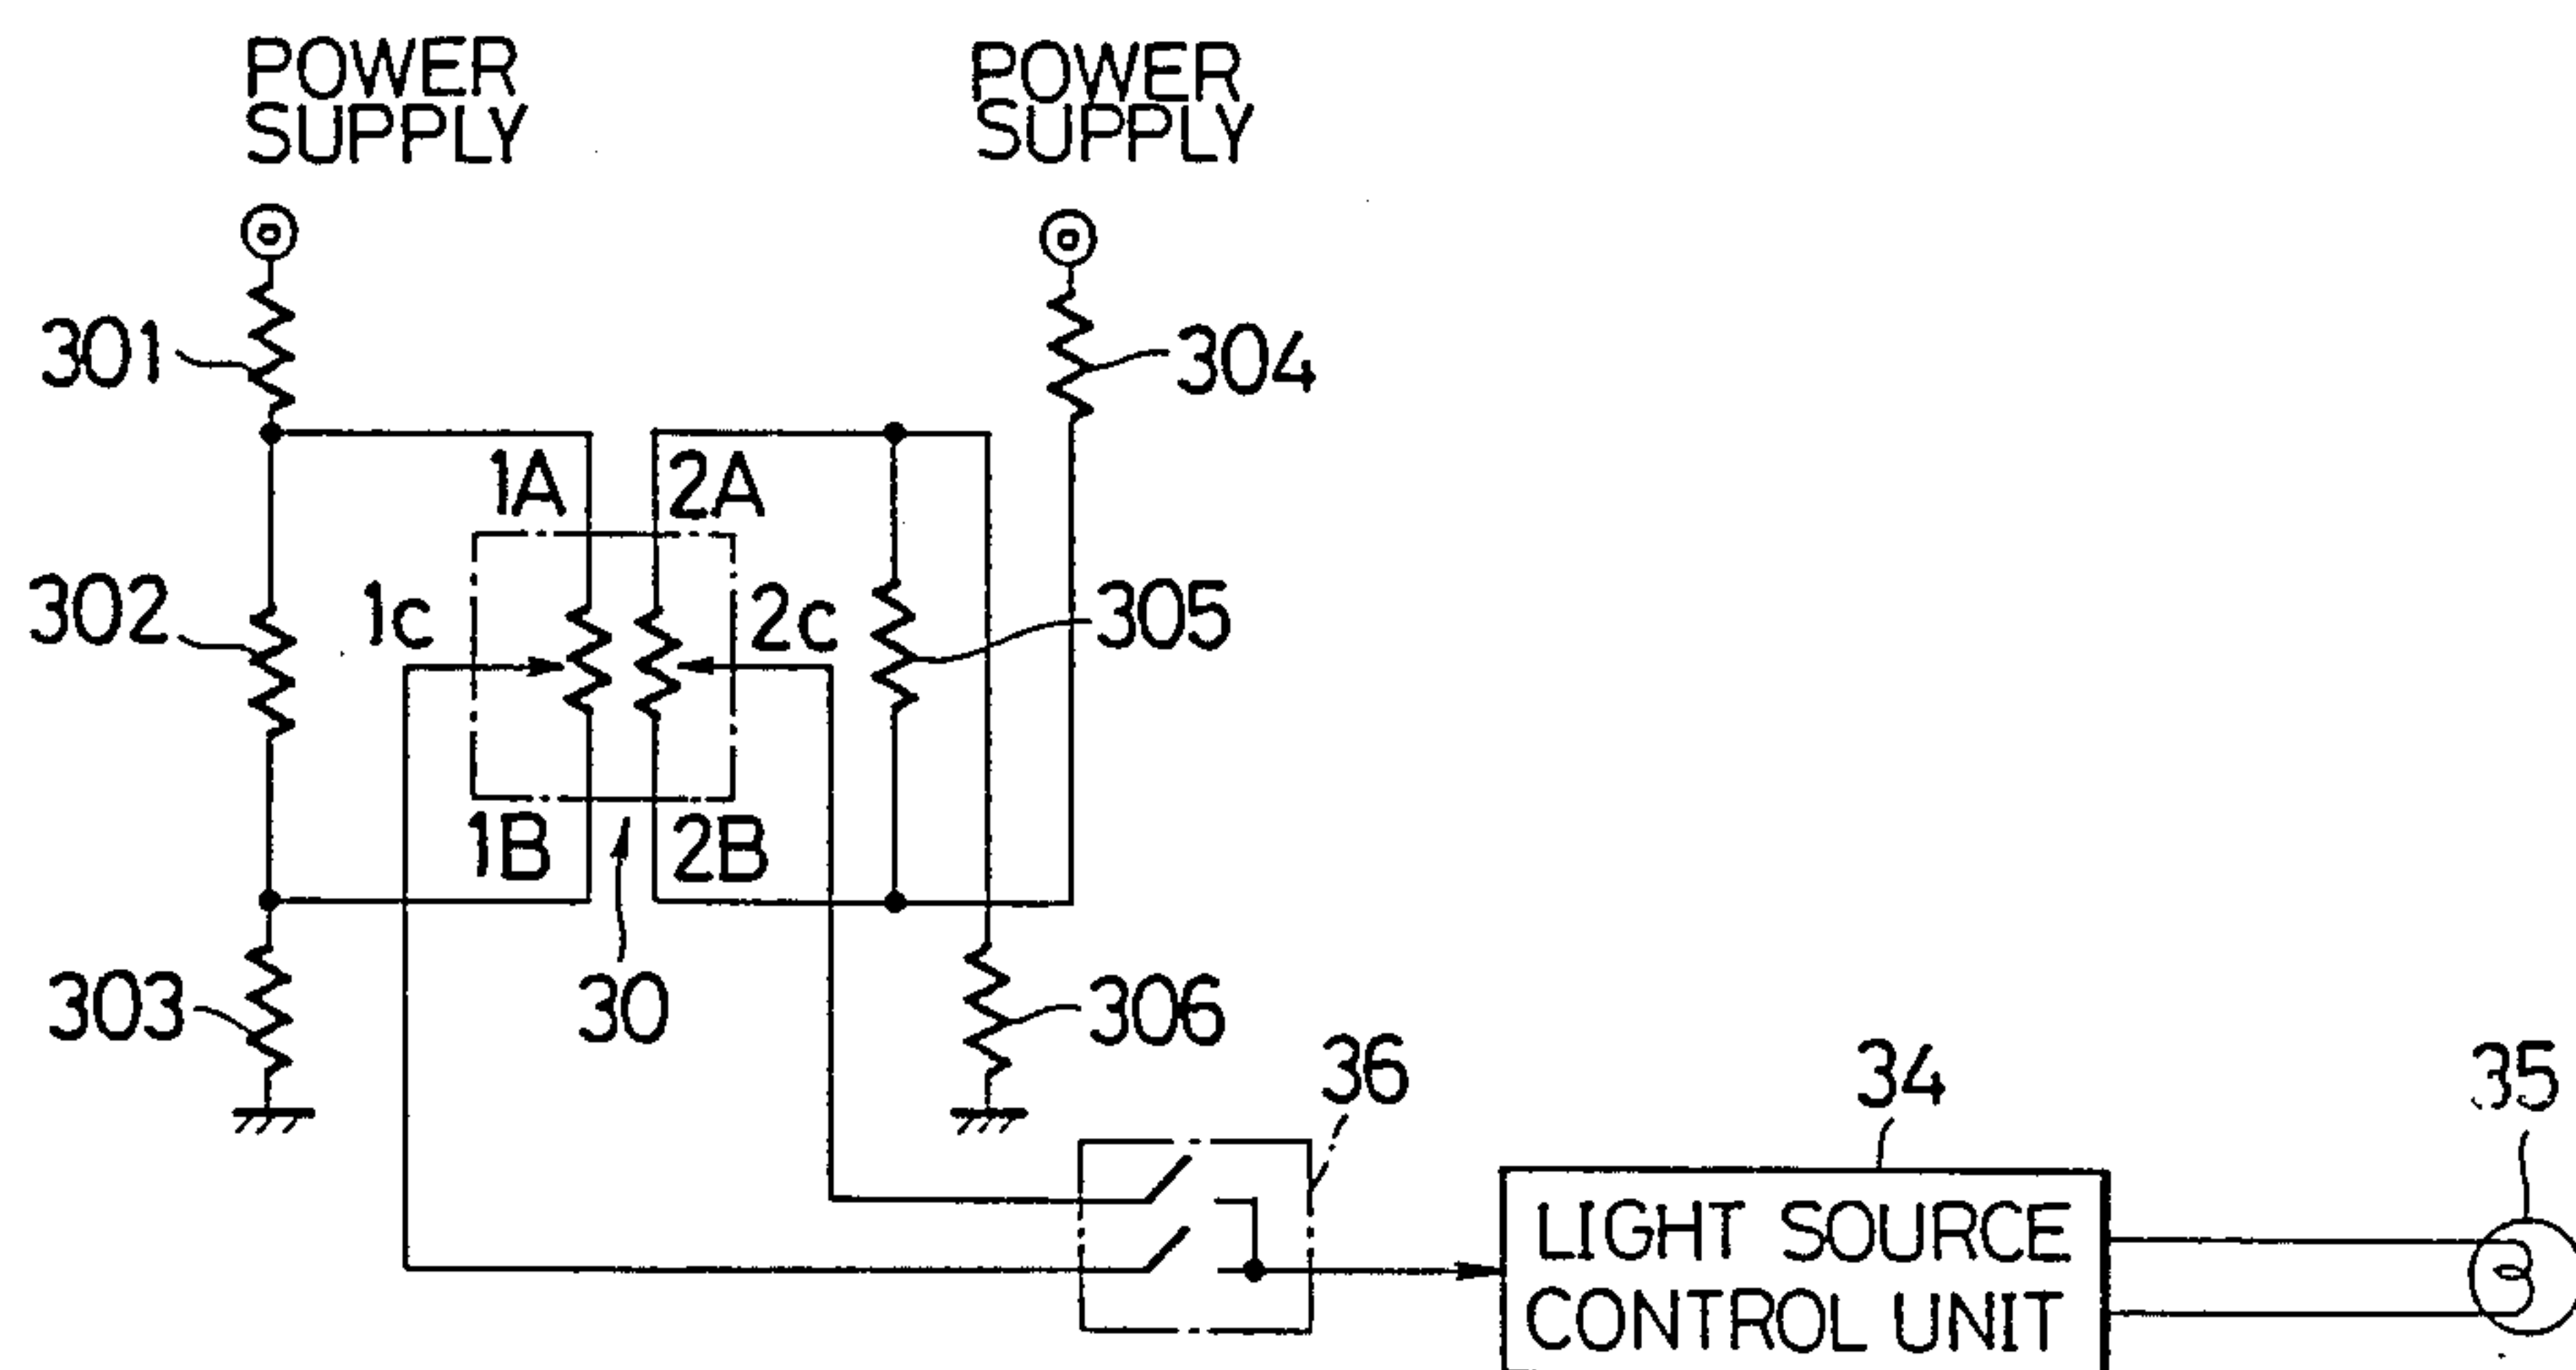 POWER
SUPPLY
POWER
SUPPLY
301
304
1A
2A
302
1c
2c
305
1B
2B
303
30
306
36
34
35
LIGHT SOURCE
CONTROL UNIT